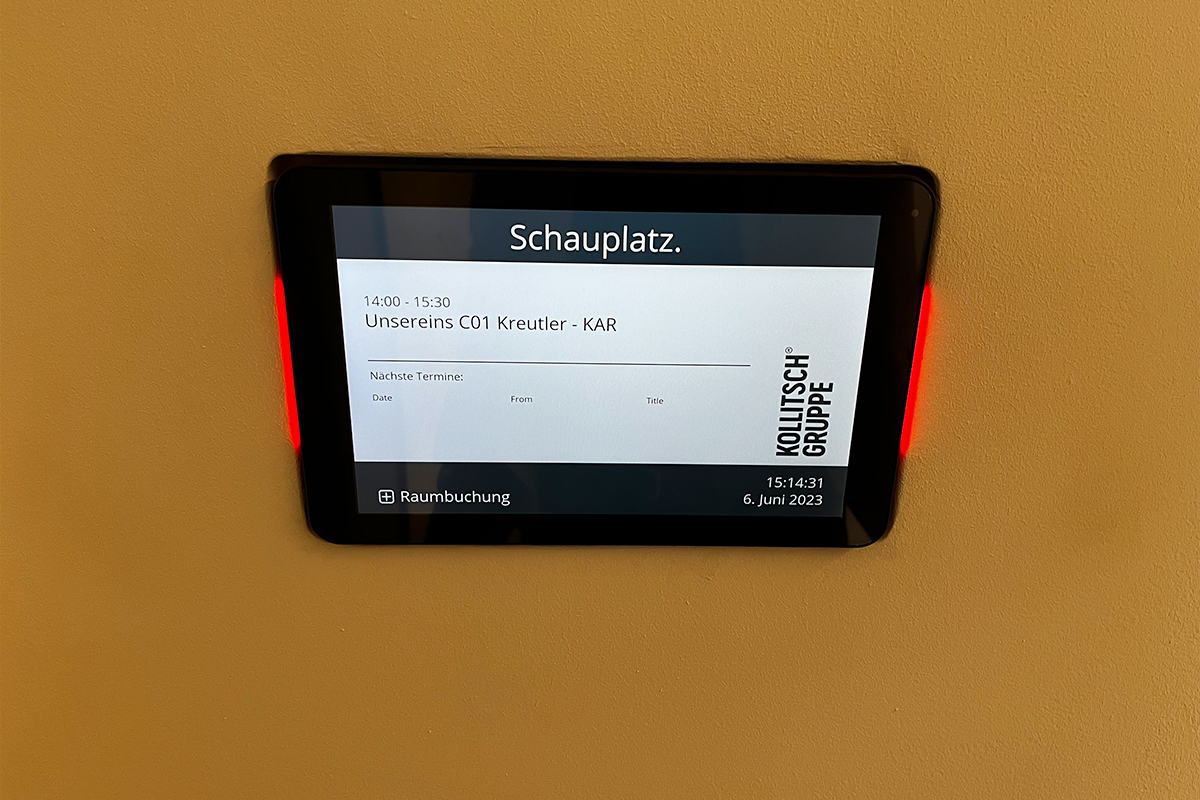 Schauplatz.
14:00 - 15:30
Unsereins C01 Kreutler - KAR
Nächste Termine:
Date From Title
KOLLITSCH®
GRUPPE
Raumbuchung
15:14:31
6. Juni 2023